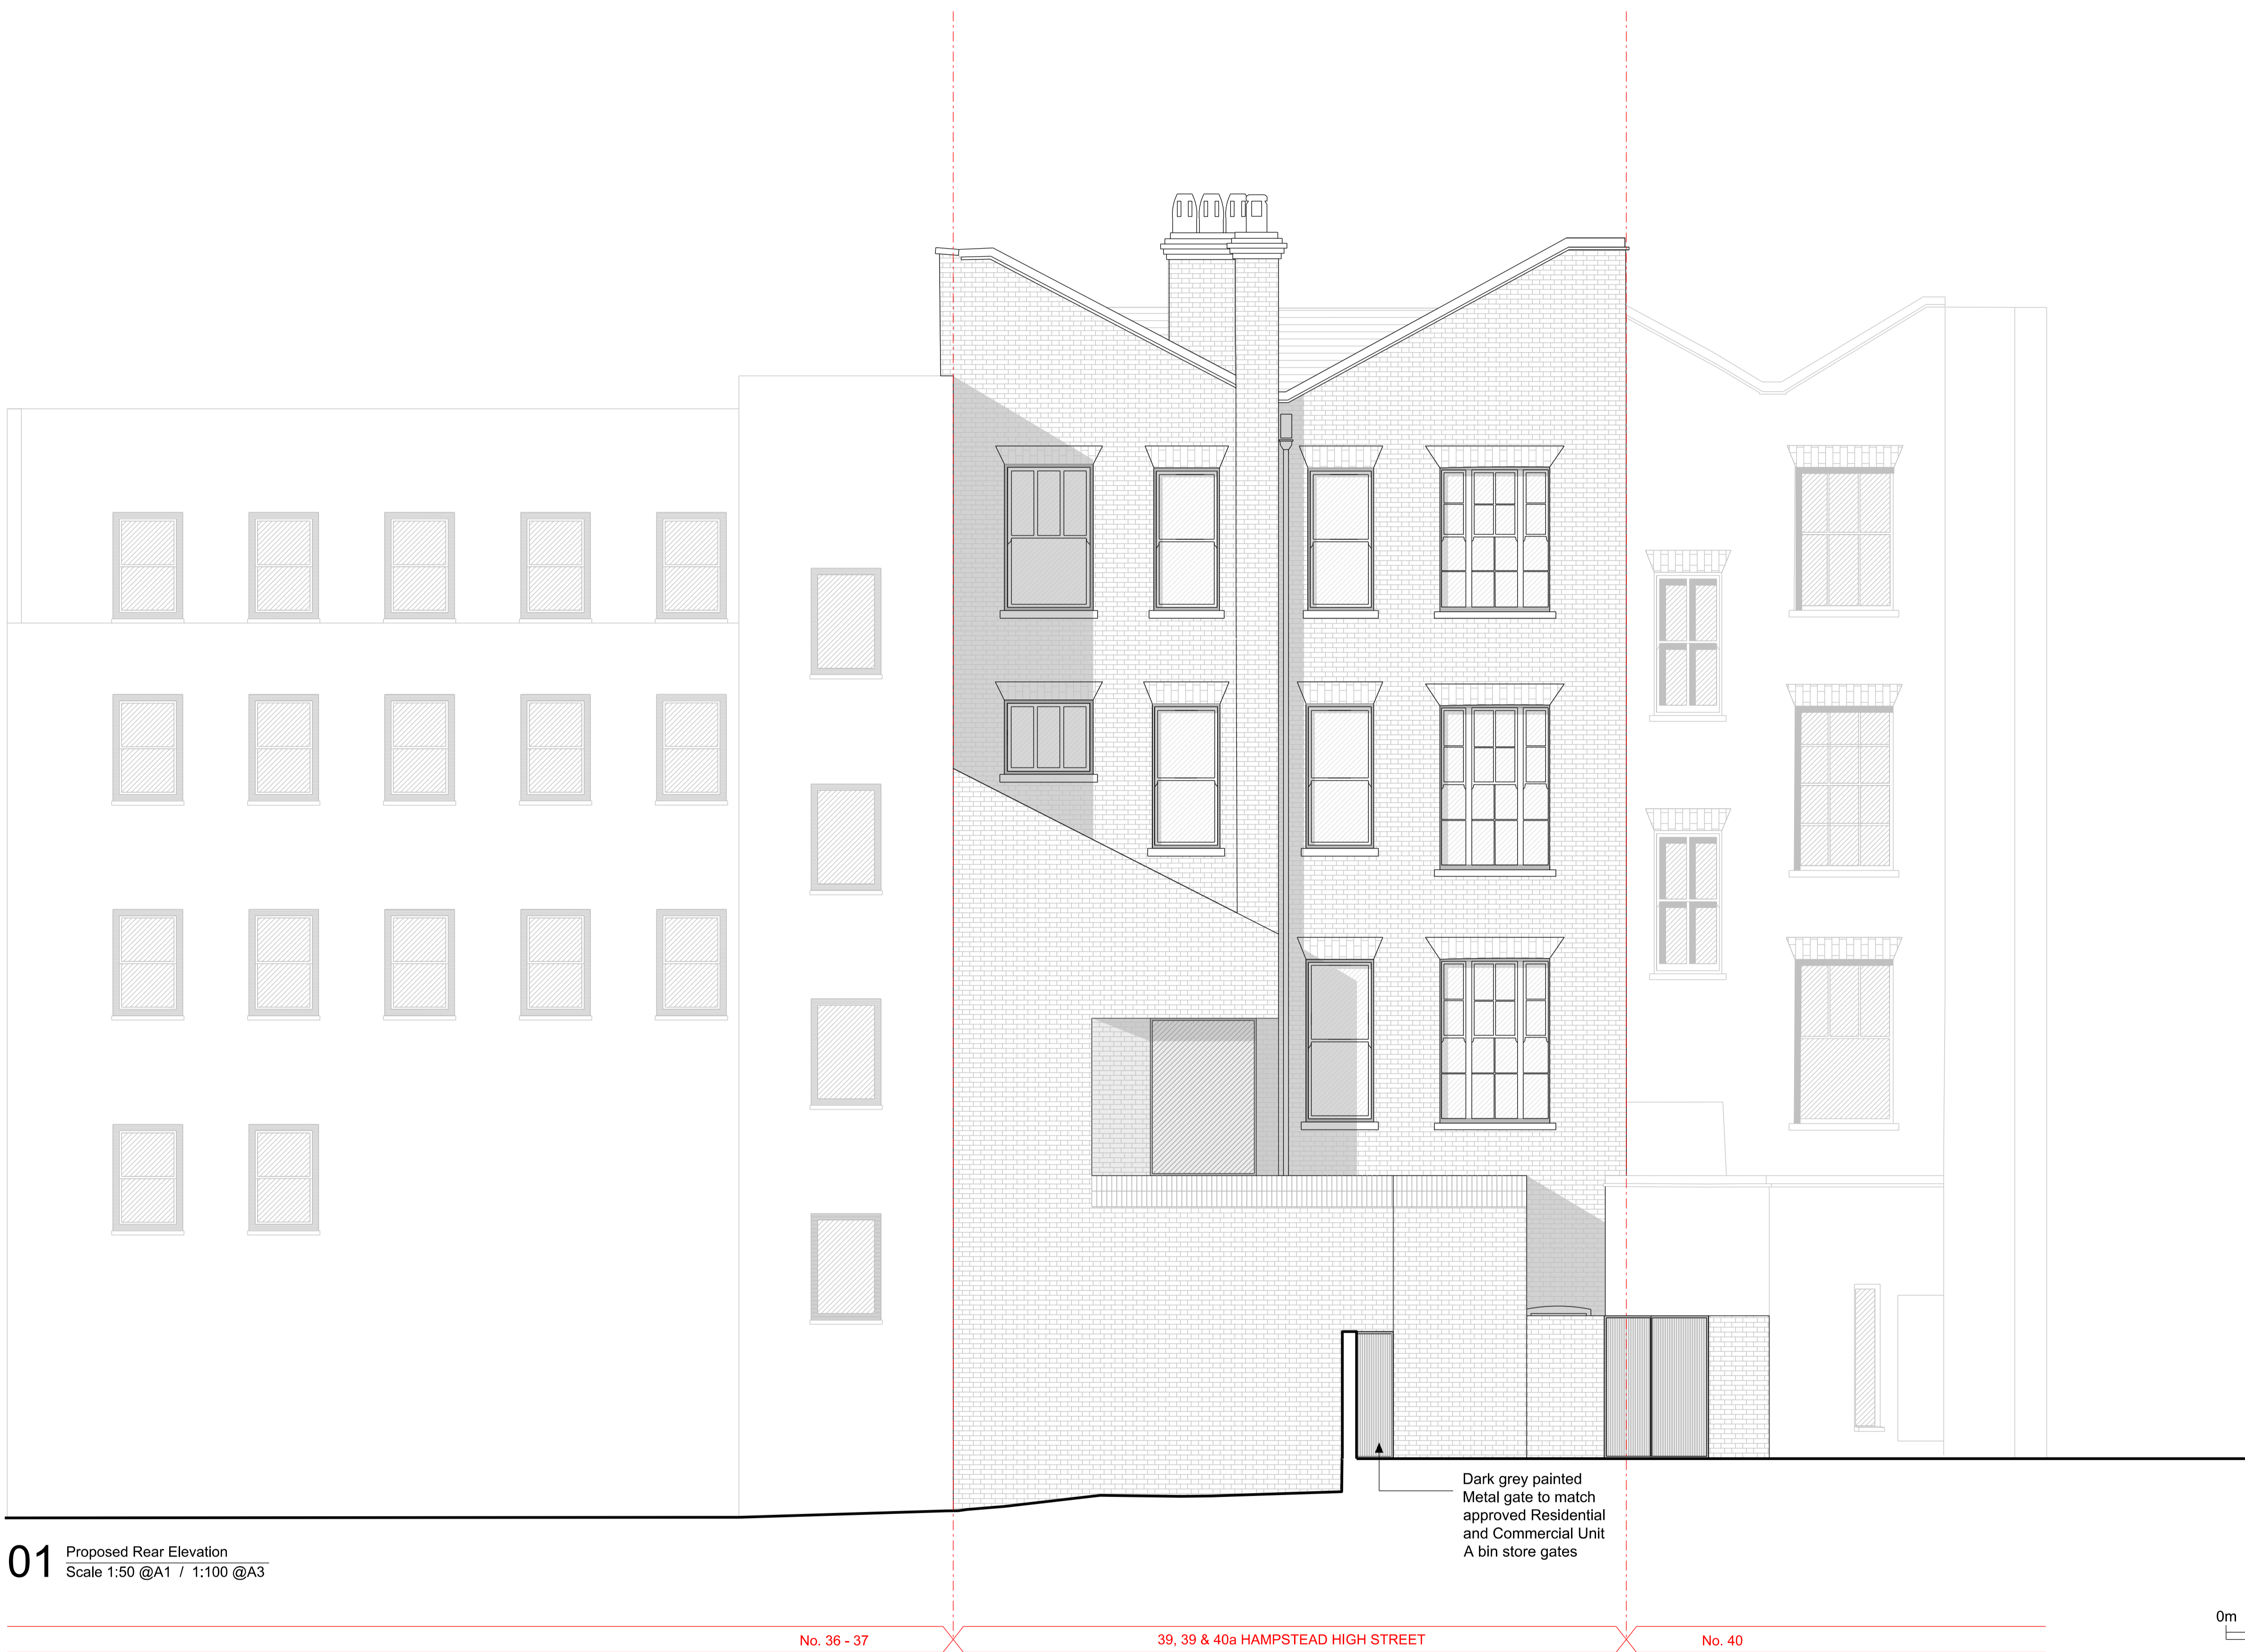 Dark grey painted
Metal gate to match
approved Residential
and Commercial Unit
A bin store gates
01
Proposed Rear Elevation
Scale 1:50 @A1 / 1:100 @A3
0m
No. 36 - 37
39, 39 & 40a HAMPSTEAD HIGH STREET
No. 40